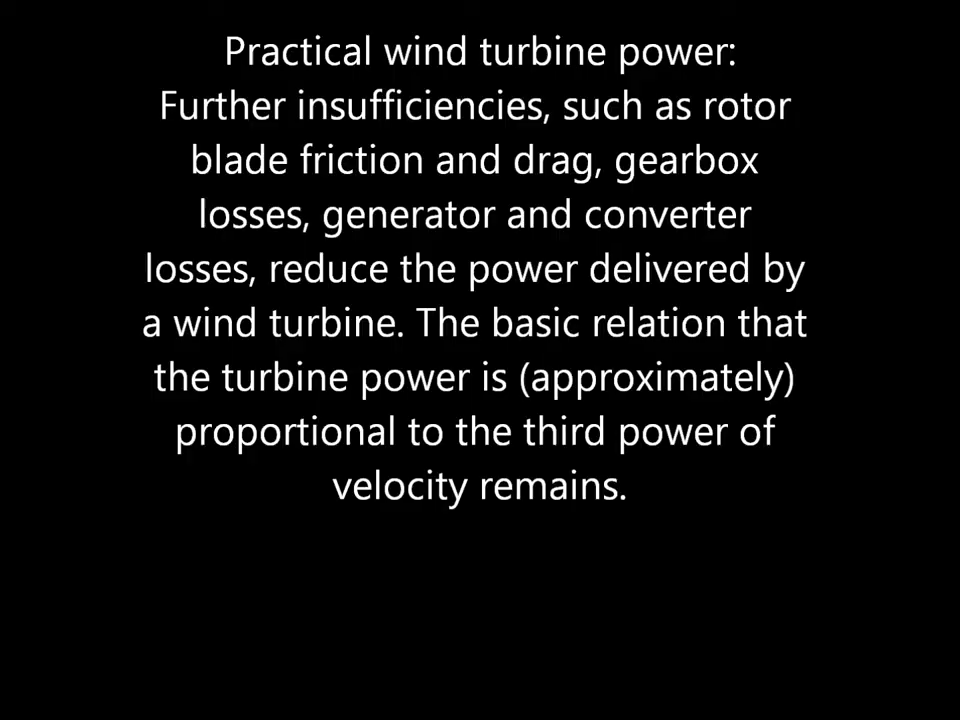 Practical wind turbine power:
Further insufficiencies, such as rotor
blade friction and drag, gearbox
losses, generator and converter
losses, reduce the power delivered by
a wind turbine. The basic relation that
the turbine power is (approximately)
proportional to the third power of
velocity remains.